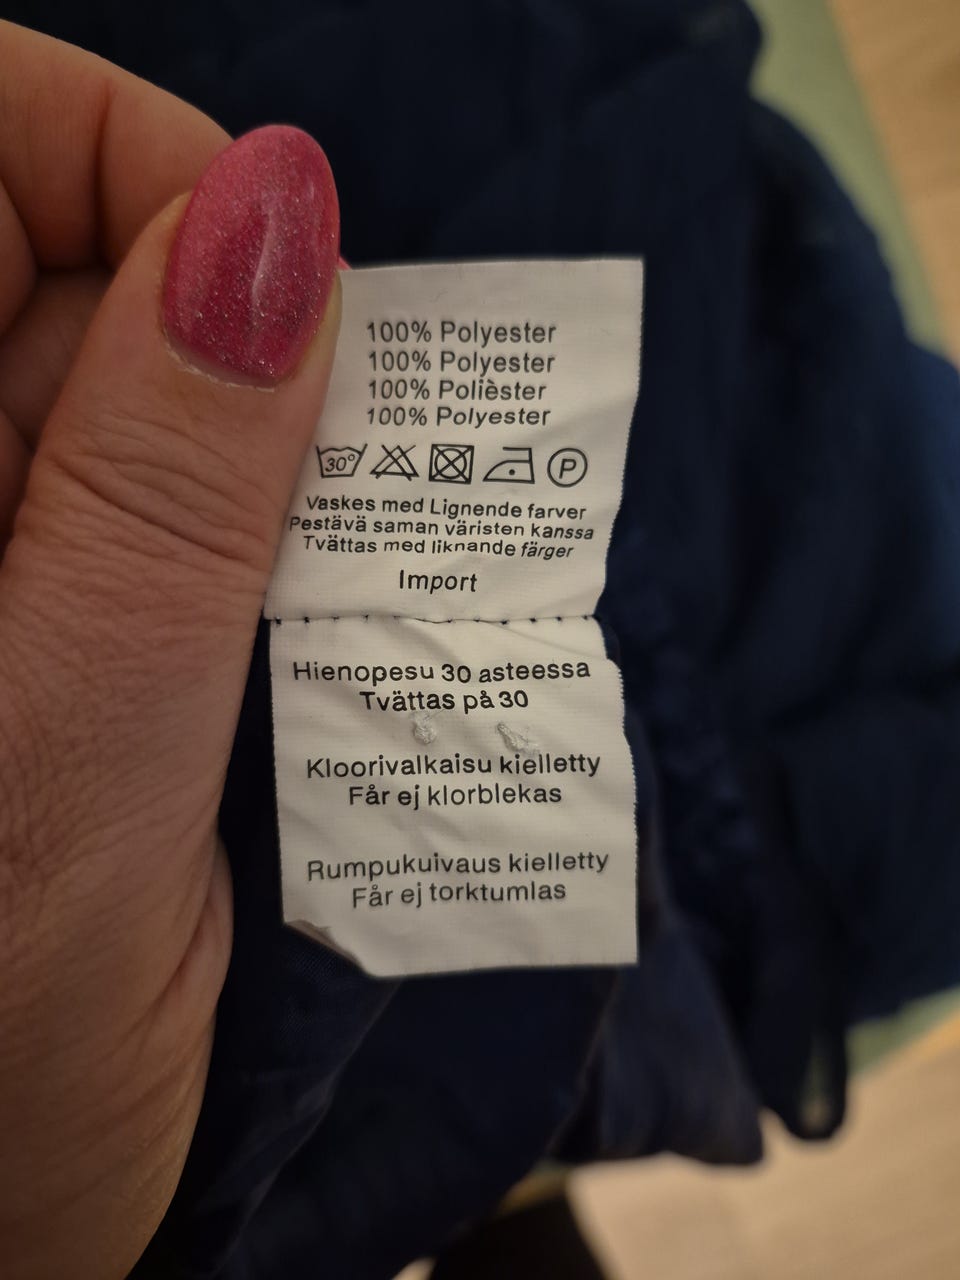 100% Polyester
100% Polyester
100% Polièster
100% Polyester
30° P
Vaskes med Lignende farver
Pestävä saman väristen kanssa
Tvättas med liknande färger
Import
Hienopesu 30 asteessa
Tvättas på 30
Kloorivalkaisu kielletty
Får ej klorblekas
Rumpukuivaus kielletty
Får ej torktumlas